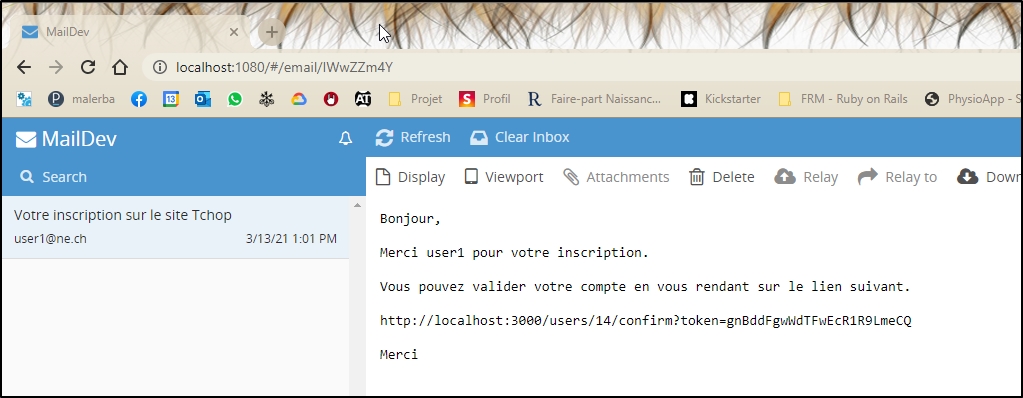 MailDev
localhost:1080/#/email/IWwZZm4Y
malerba
13
AT
Projet
S Profil
R Faire-part Naissanc...
K Kickstarter
FRM - Ruby on Rails
PhysioApp - S
MailDev
Refresh
Clear Inbox
Search
Display
Viewport
Attachments
Delete
Relay
Relay to
Down
Votre inscription sur le site Tchop
user1@ne.ch 3/13/21 1:01 PM
Bonjour,
Merci user1 pour votre inscription.
Vous pouvez valider votre compte en vous rendant sur le lien suivant.
http://localhost:3000/users/14/confirm?token=gnBddFgwWdTFwEcR1R9LmeCQ
Merci